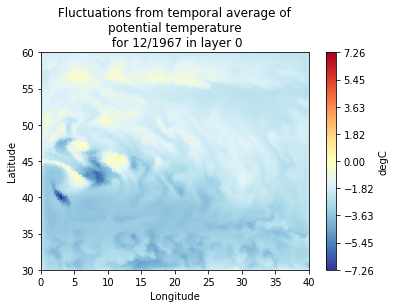 Fluctuations from temporal average of
potential temperature
for 12/1967 in layer 0
60
55
50
45
40
35
30
Latitude
0 5 10 15 20 25 30 35 40
Longitude
7.26
5.45
3.63
1.82
0.00
−1.82
−3.63
−5.45
−7.26
degC